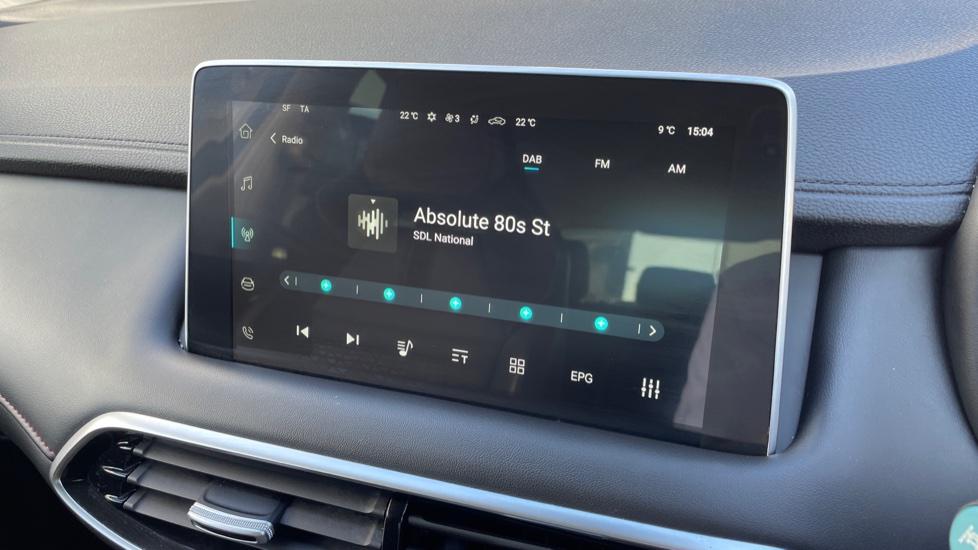 SF TA
22°C 3 22°C
9°C 15:04
Radio
DAB FM AM
Absolute 80s St
SDL National
EPG